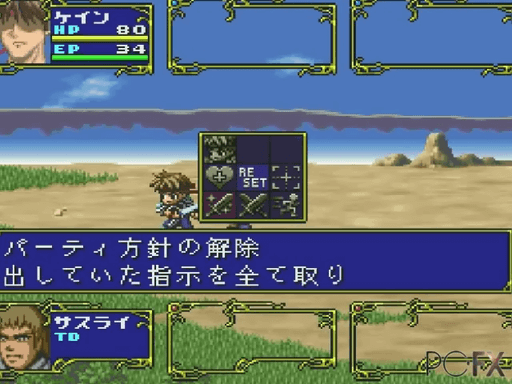 ケイン
HP 80
EP 34
RE
SET
パーティ方針の解除
出していた指示を全て取り
サスライ
TD
PCFX